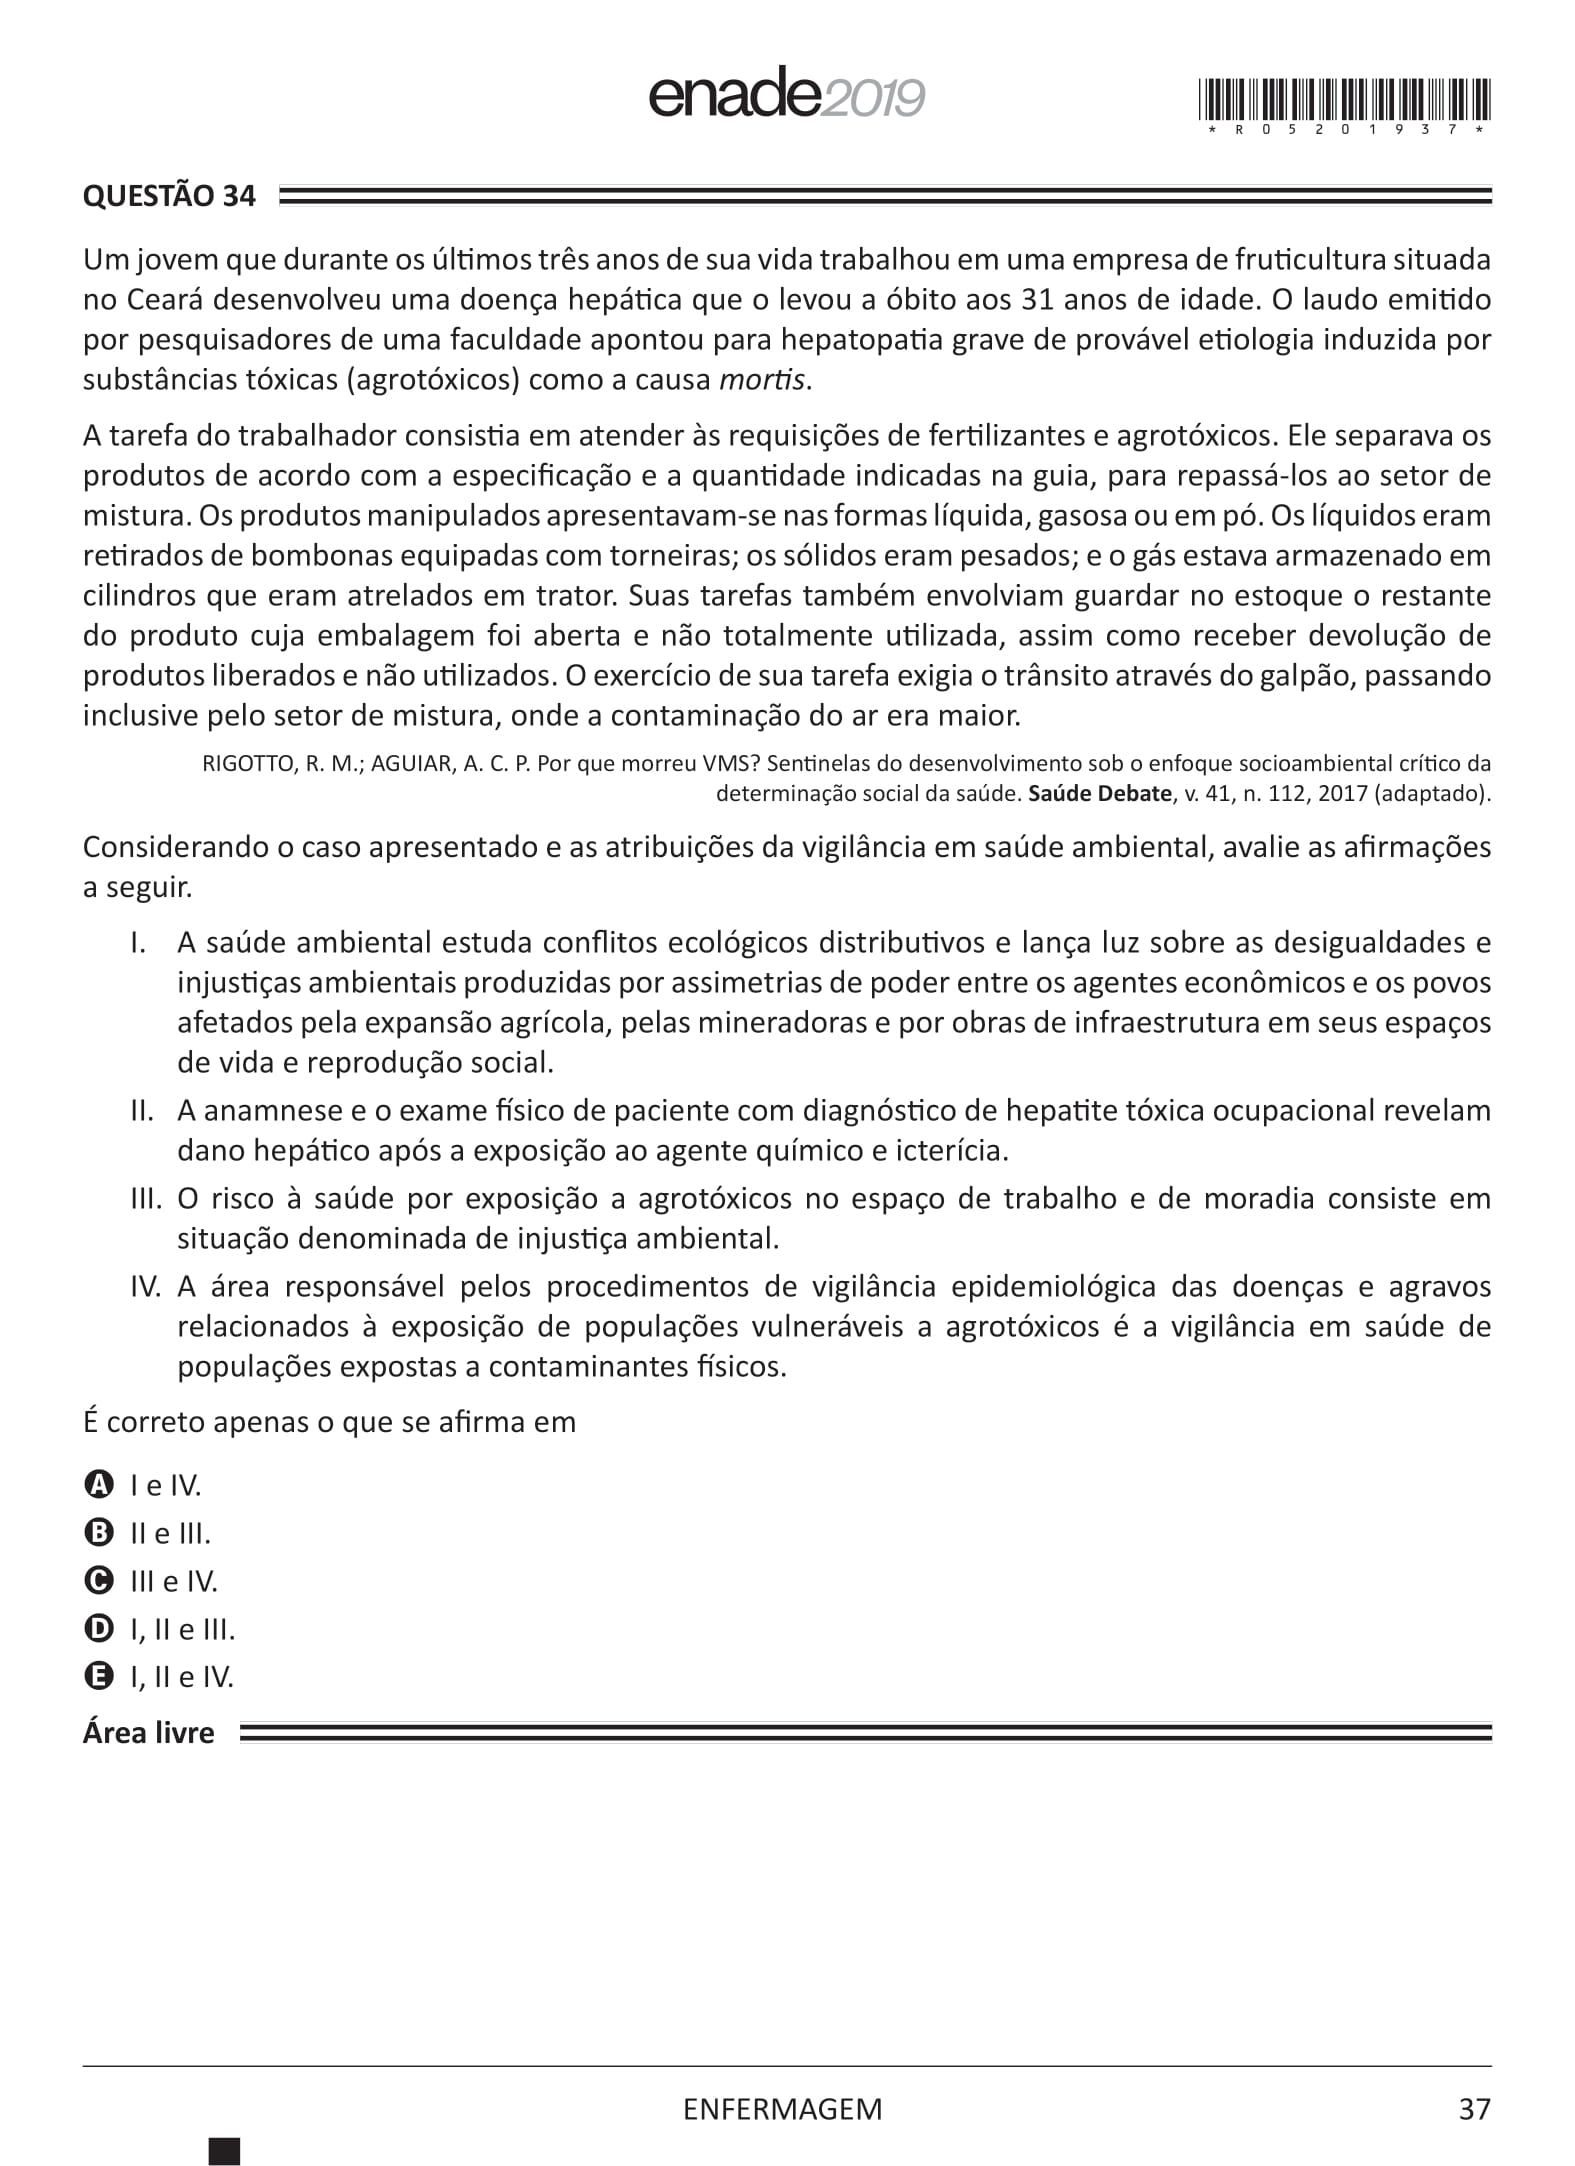 enade2019
*R05201937*
QUESTÃO 34
Um jovem que durante os últimos três anos de sua vida trabalhou em uma empresa de fruticultura situada
no Ceará desenvolveu uma doença hepática que o levou a óbito aos 31 anos de idade. O laudo emitido
por pesquisadores de uma faculdade apontou para hepatopatia grave de provável etiologia induzida por
substâncias tóxicas (agrotóxicos) como a causa mortis.
A tarefa do trabalhador consistia em atender às requisições de fertilizantes e agrotóxicos. Ele separava os
produtos de acordo com a especificação e a quantidade indicadas na guia, para repassá-los ao setor de
mistura. Os produtos manipulados apresentavam-se nas formas líquida, gasosa ou em pó. Os líquidos eram
retirados de bombonas equipadas com torneiras; os sólidos eram pesados; e o gás estava armazenado em
cilindros que eram atrelados em trator. Suas tarefas também envolviam guardar no estoque o restante
do produto cuja embalagem foi aberta e não totalmente utilizada, assim como receber devolução de
produtos liberados e não utilizados. O exercício de sua tarefa exigia o trânsito através do galpão, passando
inclusive pelo setor de mistura, onde a contaminação do ar era maior.
RIGOTTO, R. M.; AGUIAR, A. C. P. Por que morreu VMS? Sentinelas do desenvolvimento sob o enfoque socioambiental crítico da
determinação social da saúde. Saúde Debate, v. 41, n. 112, 2017 (adaptado).
Considerando o caso apresentado e as atribuições da vigilância em saúde ambiental, avalie as afirmações
a seguir.
I. A saúde ambiental estuda conflitos ecológicos distributivos e lança luz sobre as desigualdades e
injustiças ambientais produzidas por assimetrias de poder entre os agentes econômicos e os povos
afetados pela expansão agrícola, pelas mineradoras e por obras de infraestrutura em seus espaços
de vida e reprodução social.
II. A anamnese e o exame físico de paciente com diagnóstico de hepatite tóxica ocupacional revelam
dano hepático após a exposição ao agente químico e icterícia.
III. O risco à saúde por exposição a agrotóxicos no espaço de trabalho e de moradia consiste em
situação denominada de injustiça ambiental.
IV. A área responsável pelos procedimentos de vigilância epidemiológica das doenças e agravos
relacionados à exposição de populações vulneráveis a agrotóxicos é a vigilância em saúde de
populações expostas a contaminantes físicos.
É correto apenas o que se afirma em
A I e IV.
B II e III.
C III e IV.
D I, II e III.
E I, II e IV.
Área livre
ENFERMAGEM
37